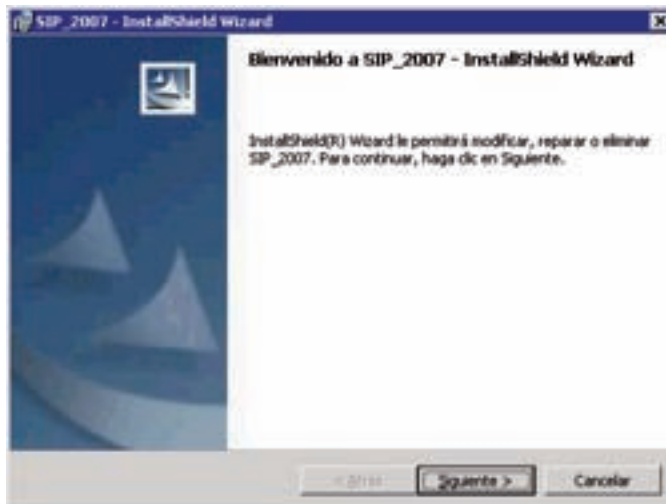 SIP_2007 - InstallShield Wizard
Bienvenido a SIP_2007 - InstallShield Wizard
InstallShield(R) Wizard le permitirá modificar, reparar o eliminar
SIP_2007. Para continuar, haga clic en Siguiente.
< Atrás Siguiente > Cancelar